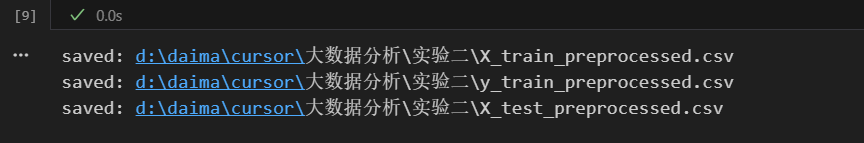 [9] ✓ 0.0s
... saved: d:\daima\cursor\大数据分析\实验二\X_train_preprocessed.csv
saved: d:\daima\cursor\大数据分析\实验二\y_train_preprocessed.csv
saved: d:\daima\cursor\大数据分析\实验二\X_test_preprocessed.csv